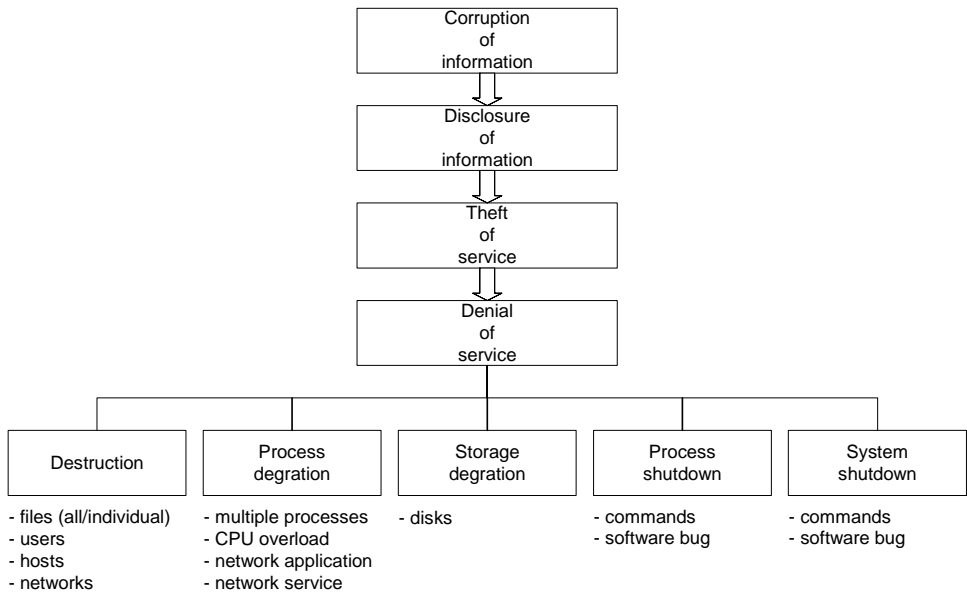 Corruption
of
information
Disclosure
of
information
Theft
of
service
Denial
of
service
Destruction
- files (all/individual)
- users
- hosts
- networks
Process
degration
- multiple processes
- CPU overload
- network application
- network service
Storage
degration
- disks
Process
shutdown
- commands
- software bug
System
shutdown
- commands
- software bug